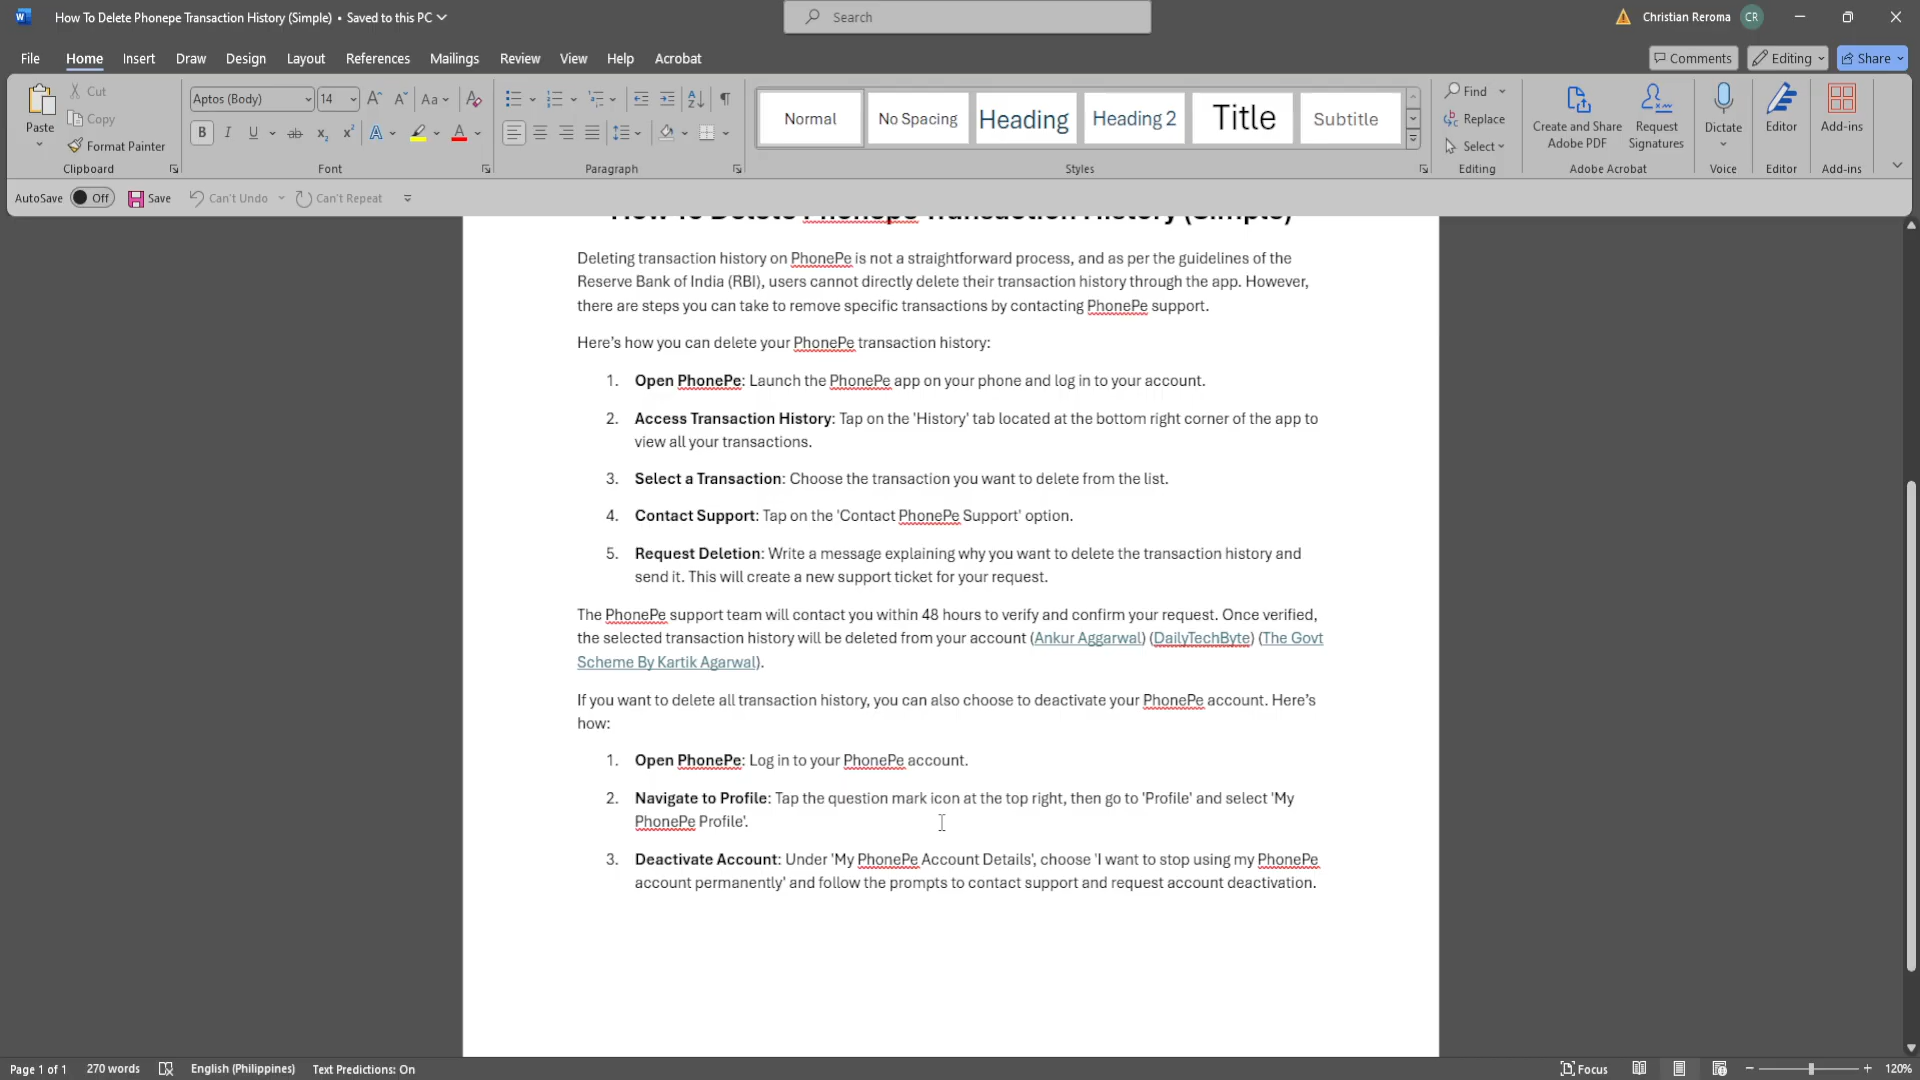 How To Delete Phonepe Transaction History (Simple) • Saved to this PC
Search
Christian Reroma CR
File Home Insert Draw Design Layout References Mailings Review View Help Acrobat
Comments Editing Share
Paste
Cut
Copy
Format Painter
Clipboard
Aptos (Body) 14
Font
Paragraph
Normal No Spacing Heading Heading 2 Title Subtitle
Styles
Find
Replace
Select
Editing
Create and Share Adobe PDF
Request Signatures
Adobe Acrobat
Dictate
Voice
Editor
Editor
Add-ins
Add-ins
AutoSave Off Save Can't Undo Can't Repeat
How To Delete Phonepe Transaction History (Simple)
Deleting transaction history on PhonePe is not a straightforward process, and as per the guidelines of the
Reserve Bank of India (RBI), users cannot directly delete their transaction history through the app. However,
there are steps you can take to remove specific transactions by contacting PhonePe support.
Here's how you can delete your PhonePe transaction history:
1. Open PhonePe: Launch the PhonePe app on your phone and log in to your account.
2. Access Transaction History: Tap on the 'History' tab located at the bottom right corner of the app to
view all your transactions.
3. Select a Transaction: Choose the transaction you want to delete from the list.
4. Contact Support: Tap on the 'Contact PhonePe Support' option.
5. Request Deletion: Write a message explaining why you want to delete the transaction history and
send it. This will create a new support ticket for your request.
The PhonePe support team will contact you within 48 hours to verify and confirm your request. Once verified,
the selected transaction history will be deleted from your account (Ankur Aggarwal) (DailyTechByte) (The Govt
Scheme By Kartik Agarwal).
If you want to delete all transaction history, you can also choose to deactivate your PhonePe account. Here's
how:
1. Open PhonePe: Log in to your PhonePe account.
2. Navigate to Profile: Tap the question mark icon at the top right, then go to 'Profile' and select 'My
PhonePe Profile'.
3. Deactivate Account: Under 'My PhonePe Account Details', choose 'I want to stop using my PhonePe
account permanently' and follow the prompts to contact support and request account deactivation.
Page 1 of 1 270 words English (Philippines) Text Predictions: On
Focus 120%